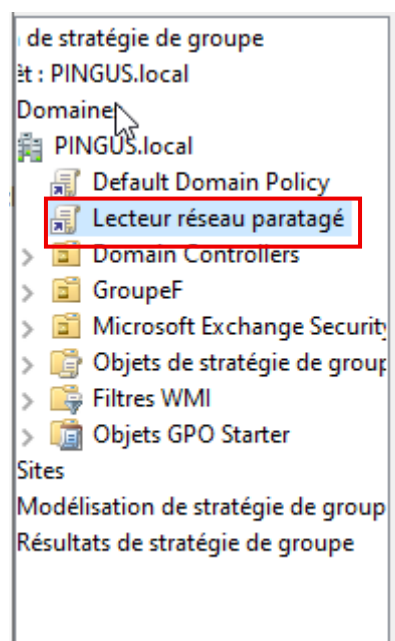 de stratégie de groupe
êt : PINGUS.local
Domaine
PINGUS.local
Default Domain Policy
Lecteur réseau paratagé
Domain Controllers
GroupeF
Microsoft Exchange Security
Objets de stratégie de group
Filtres WMI
Objets GPO Starter
Sites
Modélisation de stratégie de group
Résultats de stratégie de groupe